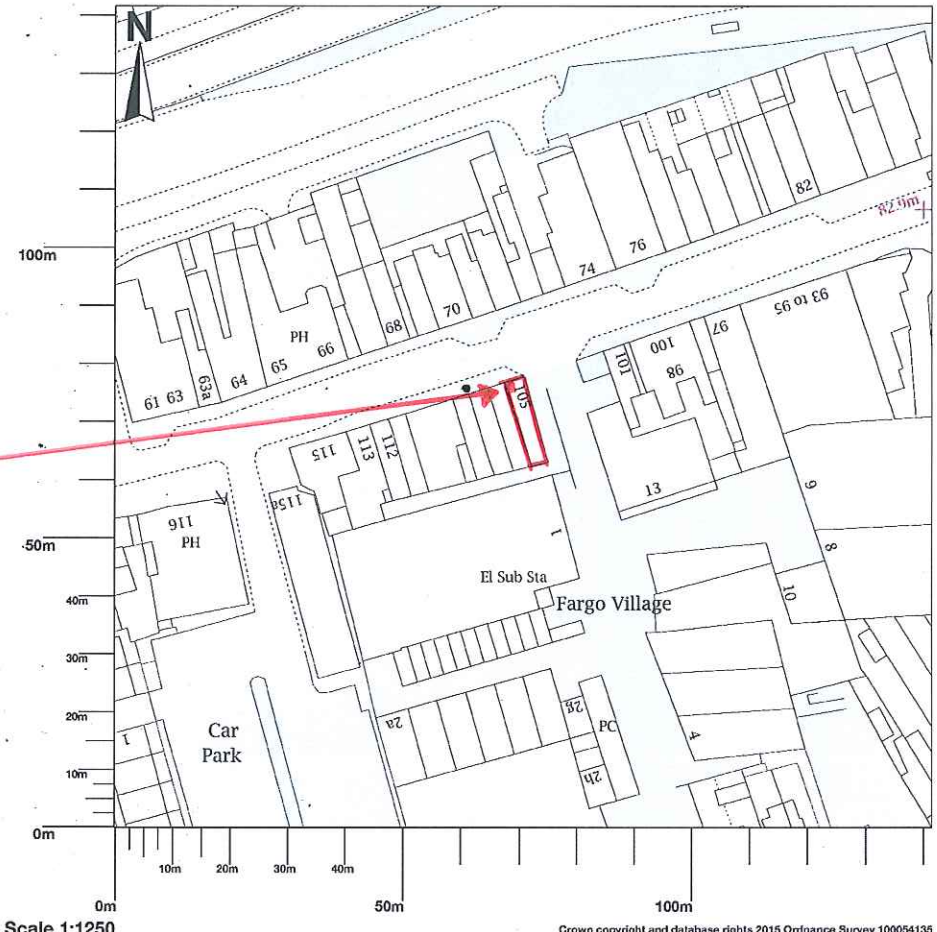 N
82
82.9m
76
74
70
68
PH
66
65
64
63a
61 63
93 to 95
97
100
98
101
105
112
113
115
115a
116
PH
13
9
8
10
1
El Sub Sta
Fargo Village
2a
2g
PC
2h
4
Car
Park
1
100m
50m
40m
30m
20m
10m
0m
10m
20m
30m
40m
0m
50m
100m
Scale 1:1250
Crown copyright and database rights 2015 Ordnance Survey 100054135